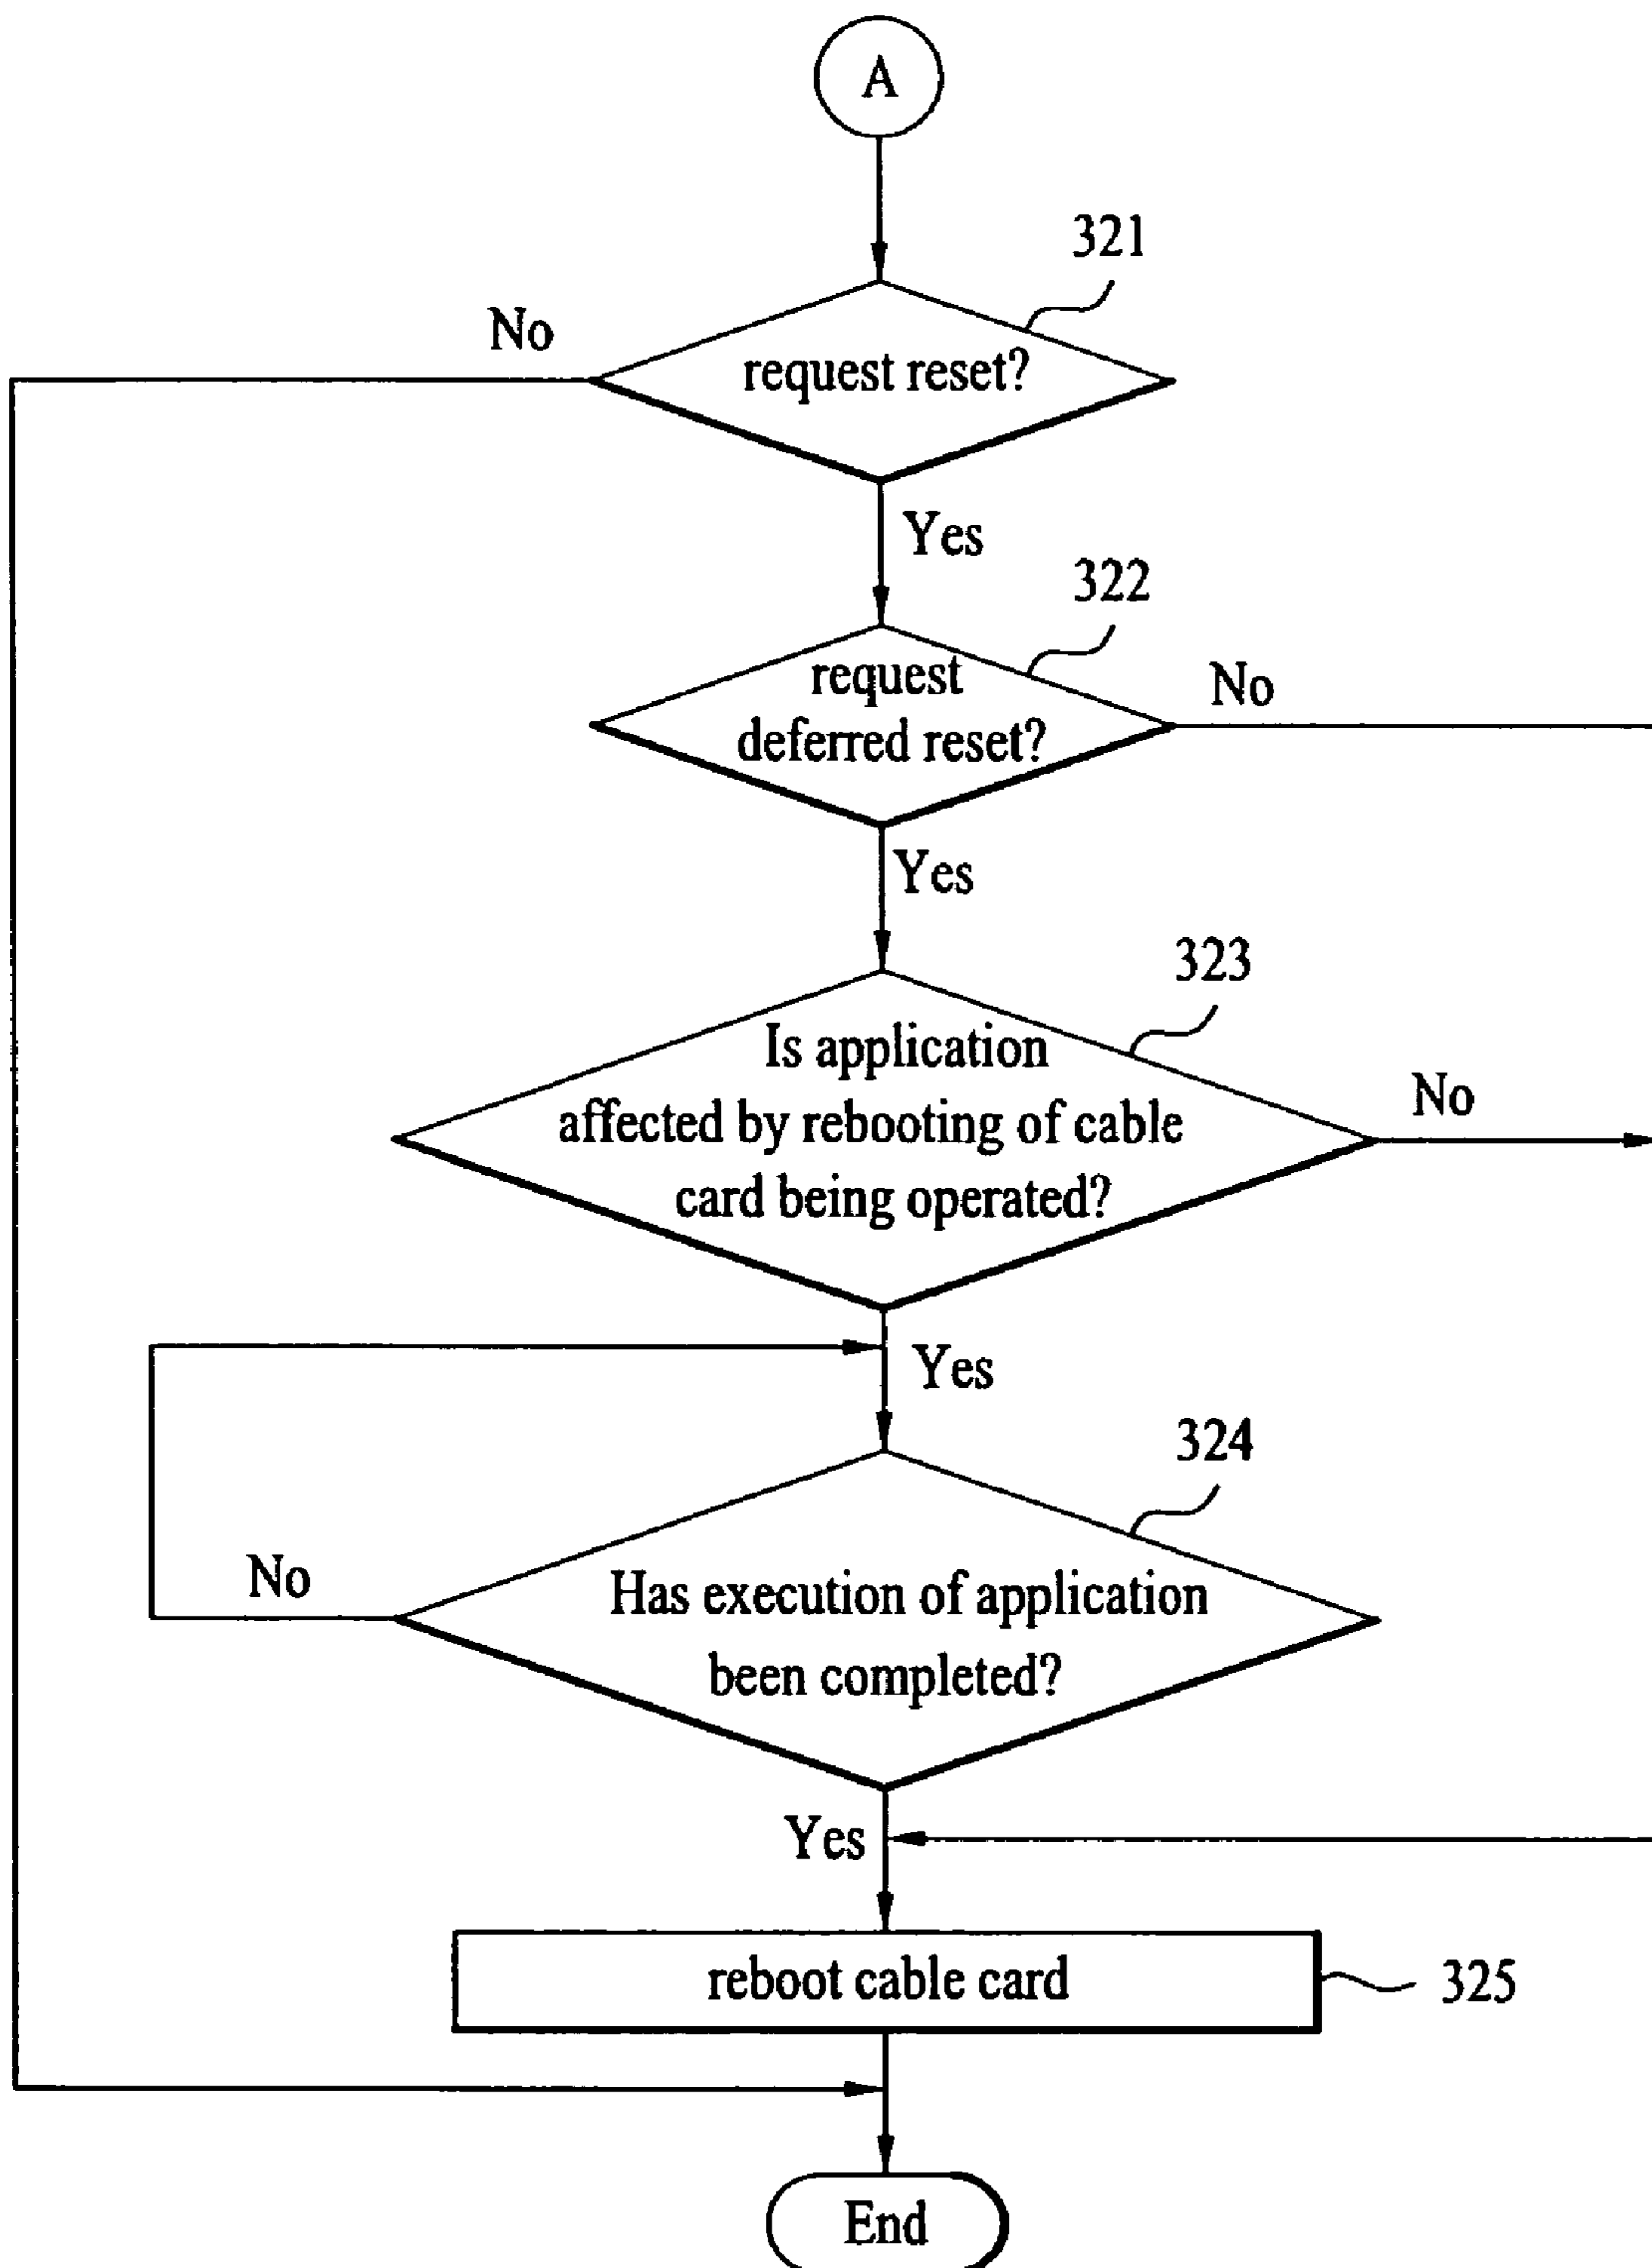 A
321
No
request reset?
Yes
322
request
deferred reset?
No
Yes
323
Is application
affected by rebooting of cable
card being operated?
No
Yes
324
No
Has execution of application
been completed?
Yes
reboot cable card
325
End